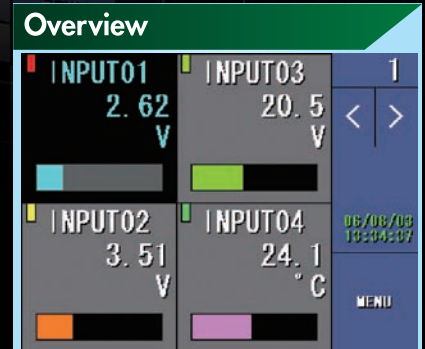 Overview
INPUT01
2.62
V
INPUT03
20.5
V
INPUT02
3.51
V
INPUT04
24.1
°C
1
< >
06/08/03
13:34:37
MENU